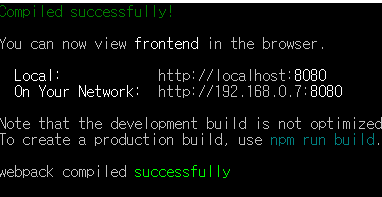 Compiled successfully!
You can now view frontend in the browser.
Local: http://localhost:8080
On Your Network: http://192.168.0.7:8080
Note that the development build is not optimized
To create a production build, use npm run build.
webpack compiled successfully